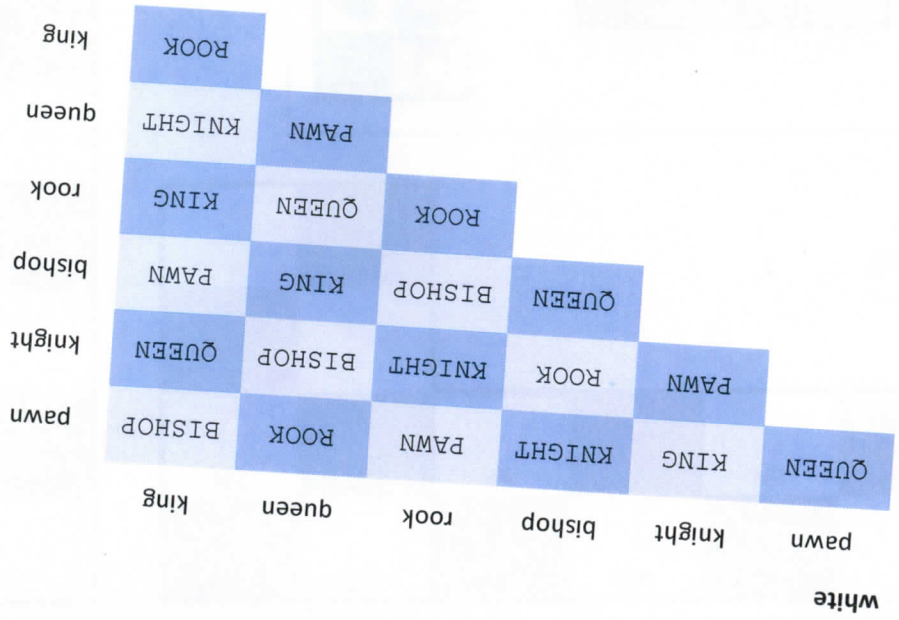 white
pawn knight bishop rook queen king
QUEEN KING KNIGHT PAWN ROOK BISHOP pawn
PAWN ROOK KNIGHT BISHOP QUEEN knight
QUEEN BISHOP KING PAWN bishop
ROOK QUEEN KING rook
PAWN KNIGHT queen
ROOK king